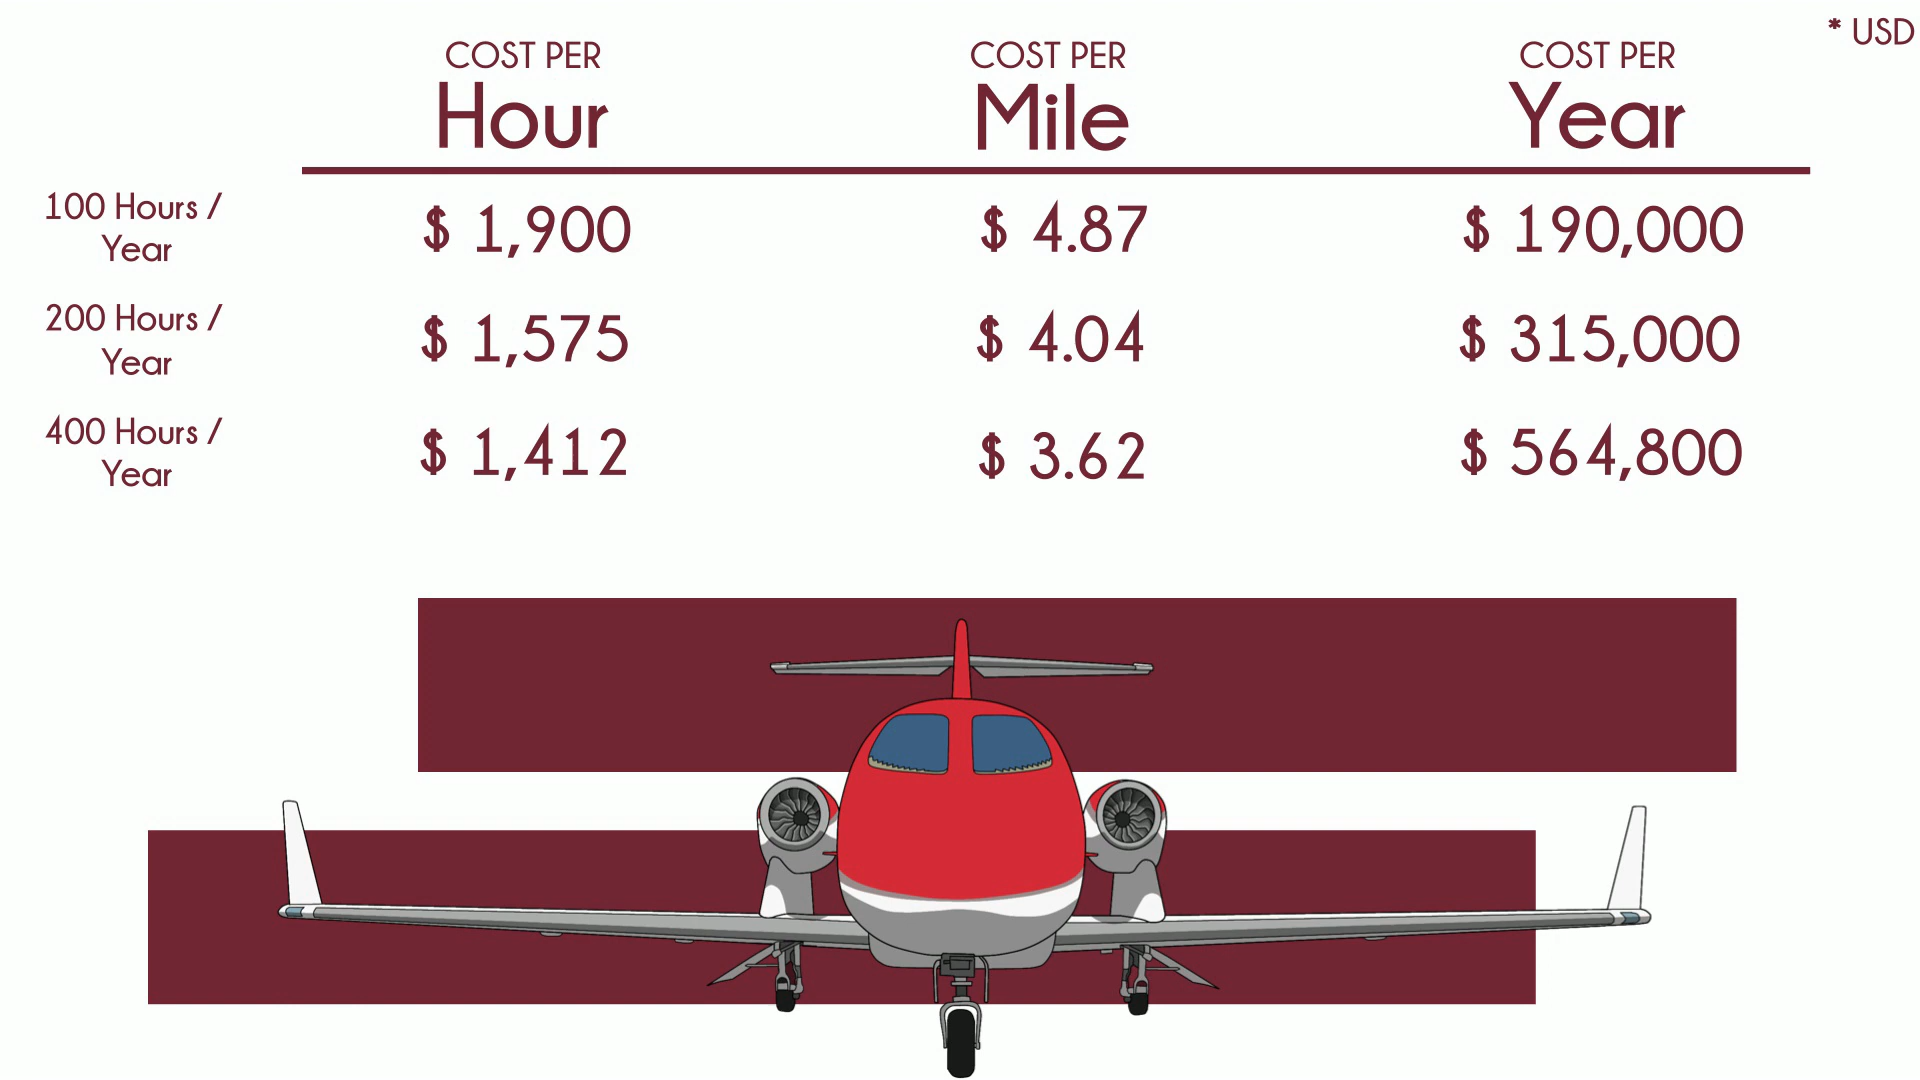 * USD
COST PER
Hour
COST PER
Mile
COST PER
Year
100 Hours /
Year
$ 1,900
$ 4.87
$ 190,000
200 Hours /
Year
$ 1,575
$ 4.04
$ 315,000
400 Hours /
Year
$ 1,412
$ 3.62
$ 564,800